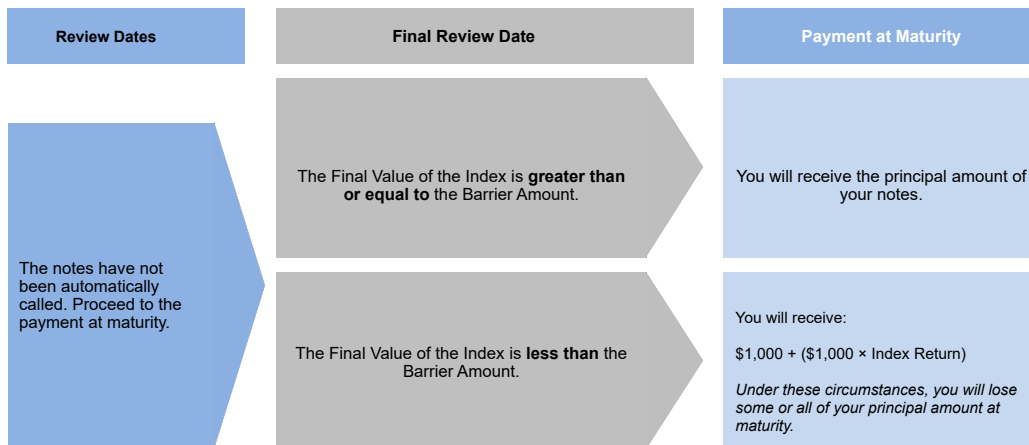 Review Dates
Final Review Date
Payment at Maturity
The notes have not
been automatically
called. Proceed to the
payment at maturity.
The Final Value of the Index is greater than
or equal to the Barrier Amount.
You will receive the principal amount of
your notes.
The Final Value of the Index is less than the
Barrier Amount.
You will receive:
$1,000 + ($1,000 × Index Return)
Under these circumstances, you will lose
some or all of your principal amount at
maturity.